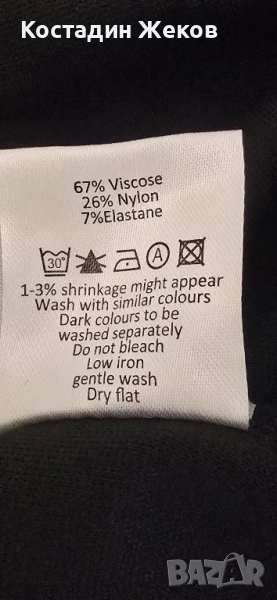 Костадин Жеков
67% Viscose
26% Nylon
7%Elastane
30° A
1-3% shrinkage might appear
Wash with similar colours
Dark colours to be
washed separately
Do not bleach
Low iron
gentle wash
Dry flat
BAZAR